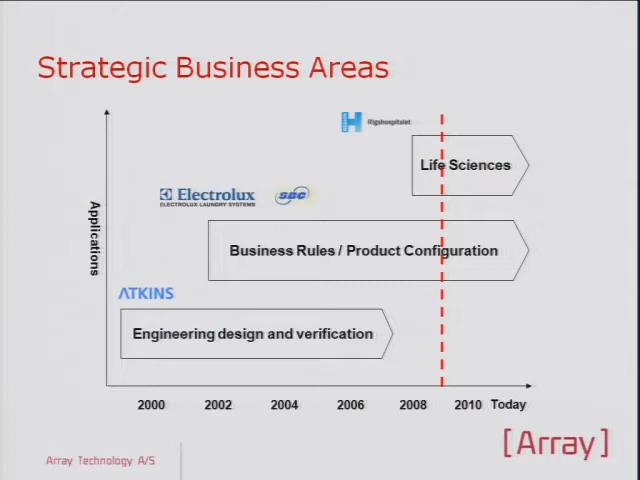 Strategic Business Areas
Rigshospitalet
Life Sciences
Electrolux
ELECTROLUX LAUNDRY SYSTEMS
SBC
Business Rules / Product Configuration
Applications
ATKINS
Engineering design and verification
2000 2002 2004 2006 2008 2010 Today
[Array]
Array Technology A/S